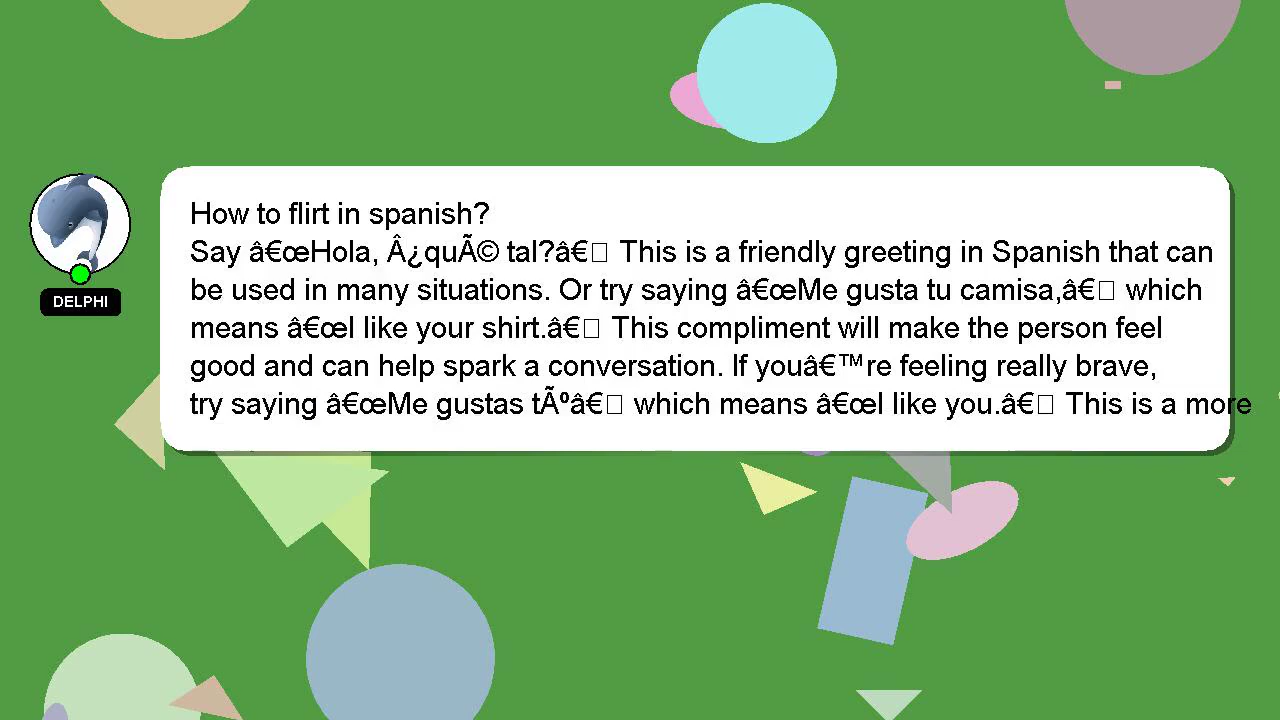 How to flirt in spanish?
Say â€œHola, Â¿quÃ© tal?â€□ This is a friendly greeting in Spanish that can
be used in many situations. Or try saying â€œMe gusta tu camisa,â€□ which
means â€œI like your shirt.â€□ This compliment will make the person feel
good and can help spark a conversation. If youâ€™re feeling really brave,
try saying â€œMe gustas tÃºâ€□ which means â€œI like you.â€□ This is a more
DELPHI